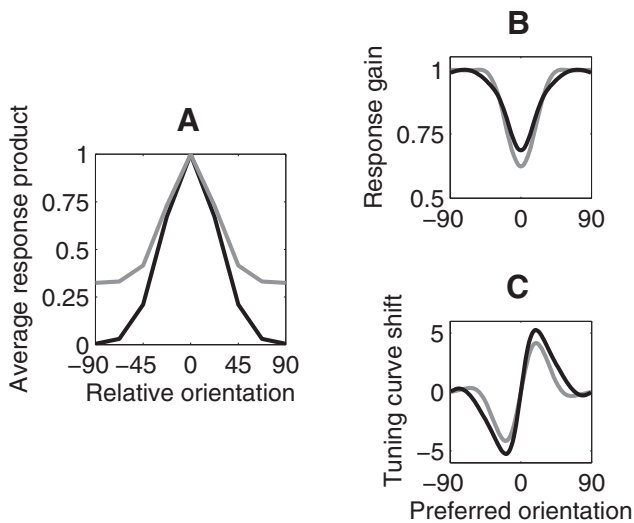 A
Average response product
1
0.75
0.5
0.25
0
−90 −45 0 45 90
Relative orientation
B
Response gain
1
0.75
0.5
−90 0 90
C
Tuning curve shift
5
0
−5
−90 0 90
Preferred orientation